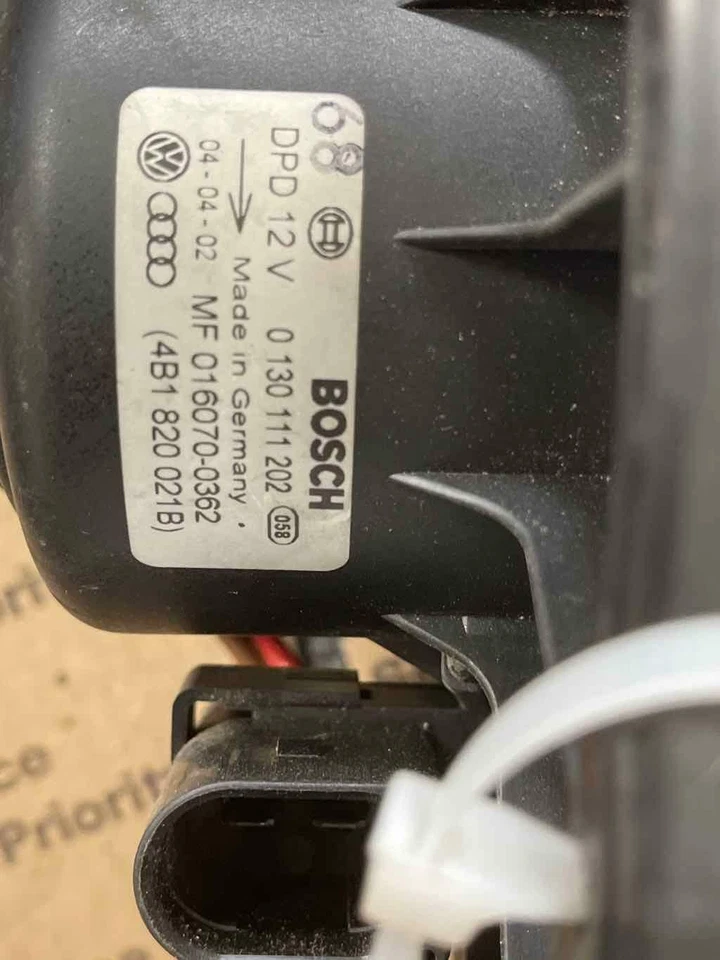 68
BOSCH
DPD 12 V 0 130 111 202 058
Made in Germany
04-04-02 MF 016070-0362
(4B1 820 021B)
Priorit